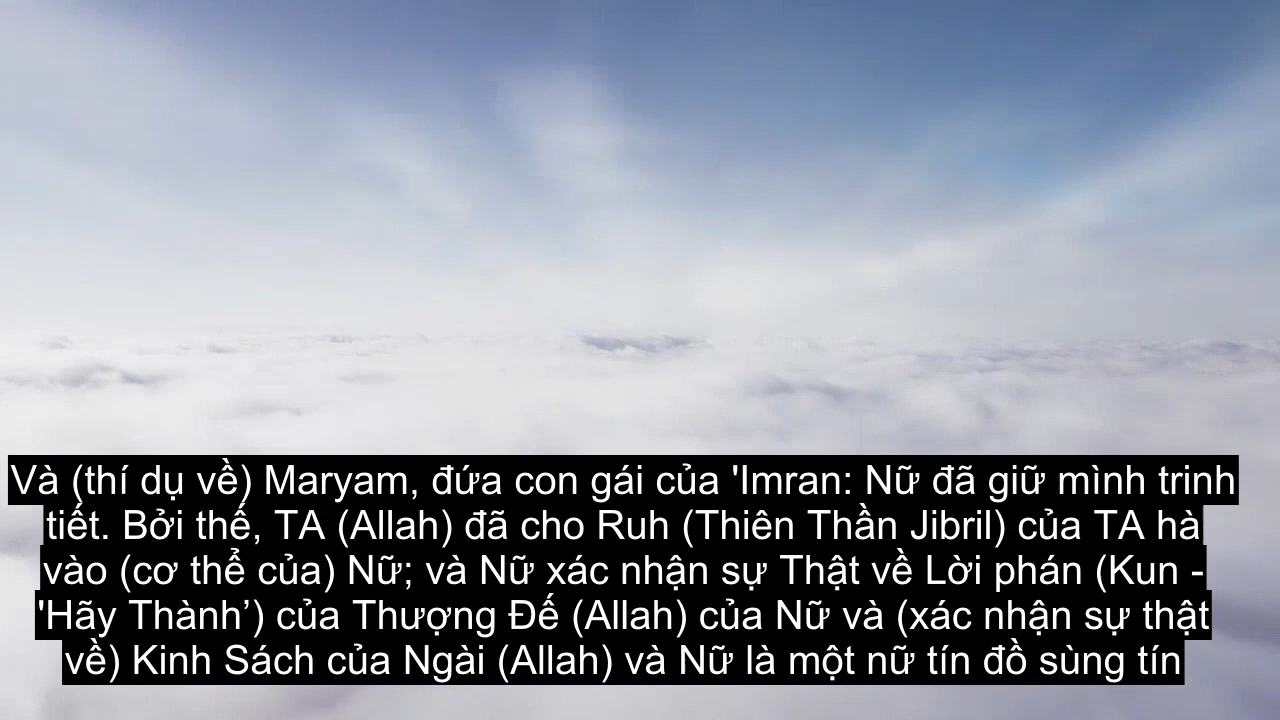 Và (thí dụ về) Maryam, đứa con gái của 'Imran: Nữ đã giữ mình trinh
tiết. Bởi thế, TA (Allah) đã cho Ruh (Thiên Thần Jibril) của TA hà
vào (cơ thể của) Nữ; và Nữ xác nhận sự Thật về Lời phán (Kun -
'Hãy Thành’) của Thượng Đế (Allah) của Nữ và (xác nhận sự thật
về) Kinh Sách của Ngài (Allah) và Nữ là một nữ tín đồ sùng tín